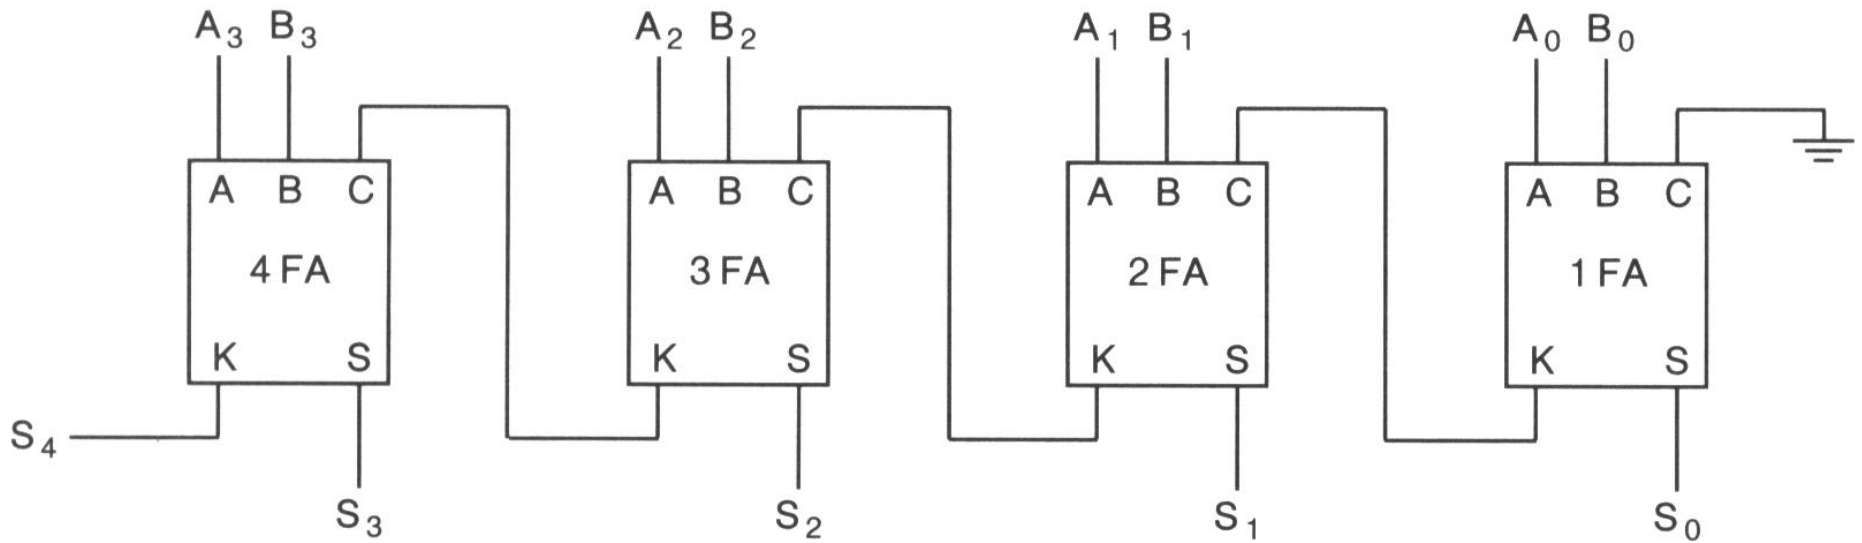 A3 B3 A2 B2 A1 B1 A0 B0
A B C A B C A B C A B C
4 FA 3 FA 2 FA 1 FA
K S K S K S K S
S4
S3 S2 S1 S0